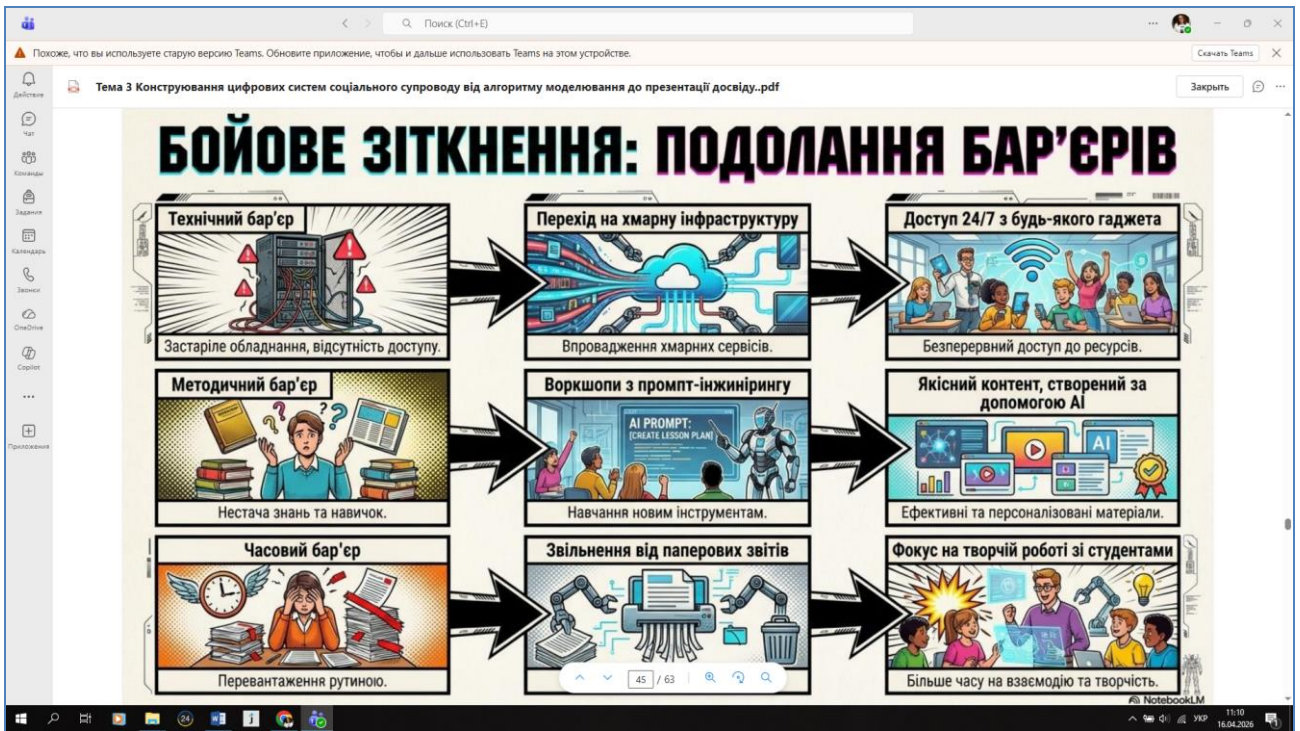 Поиск (Ctrl+E)
Похоже, что вы используете старую версию Teams. Обновите приложение, чтобы и дальше использовать Teams на этом устройстве.
Скачать Teams
Действие
Чат
Команды
Задания
Календарь
Звонки
OneDrive
Copilot
Приложения
Тема 3 Конструювання цифрових систем соціального супроводу від алгоритму моделювання до презентації досвіду..pdf
Закрыть
БОЙОВЕ ЗІТКНЕННЯ: ПОДОЛАННЯ БАР'ЄРІВ
Технічний бар'єр
Застаріле обладнання, відсутність доступу.
Перехід на хмарну інфраструктуру
Впровадження хмарних сервісів.
Доступ 24/7 з будь-якого гаджета
Безперервний доступ до ресурсів.
Методичний бар'єр
Нестача знань та навичок.
Воркшопи з промпт-інжинірингу
AI PROMPT:
[CREATE LESSON PLAN]
Навчання новим інструментам.
Якісний контент, створений за
допомогою AI
AI
Ефективні та персоналізовані матеріали.
Часовий бар'єр
Перевантаження рутиною.
Звільнення від паперових звітів
Фокус на творчій роботі зі студентами
Більше часу на взаємодію та творчість.
45 / 63
NotebookLM
24
УКР
11:10
16.04.2026